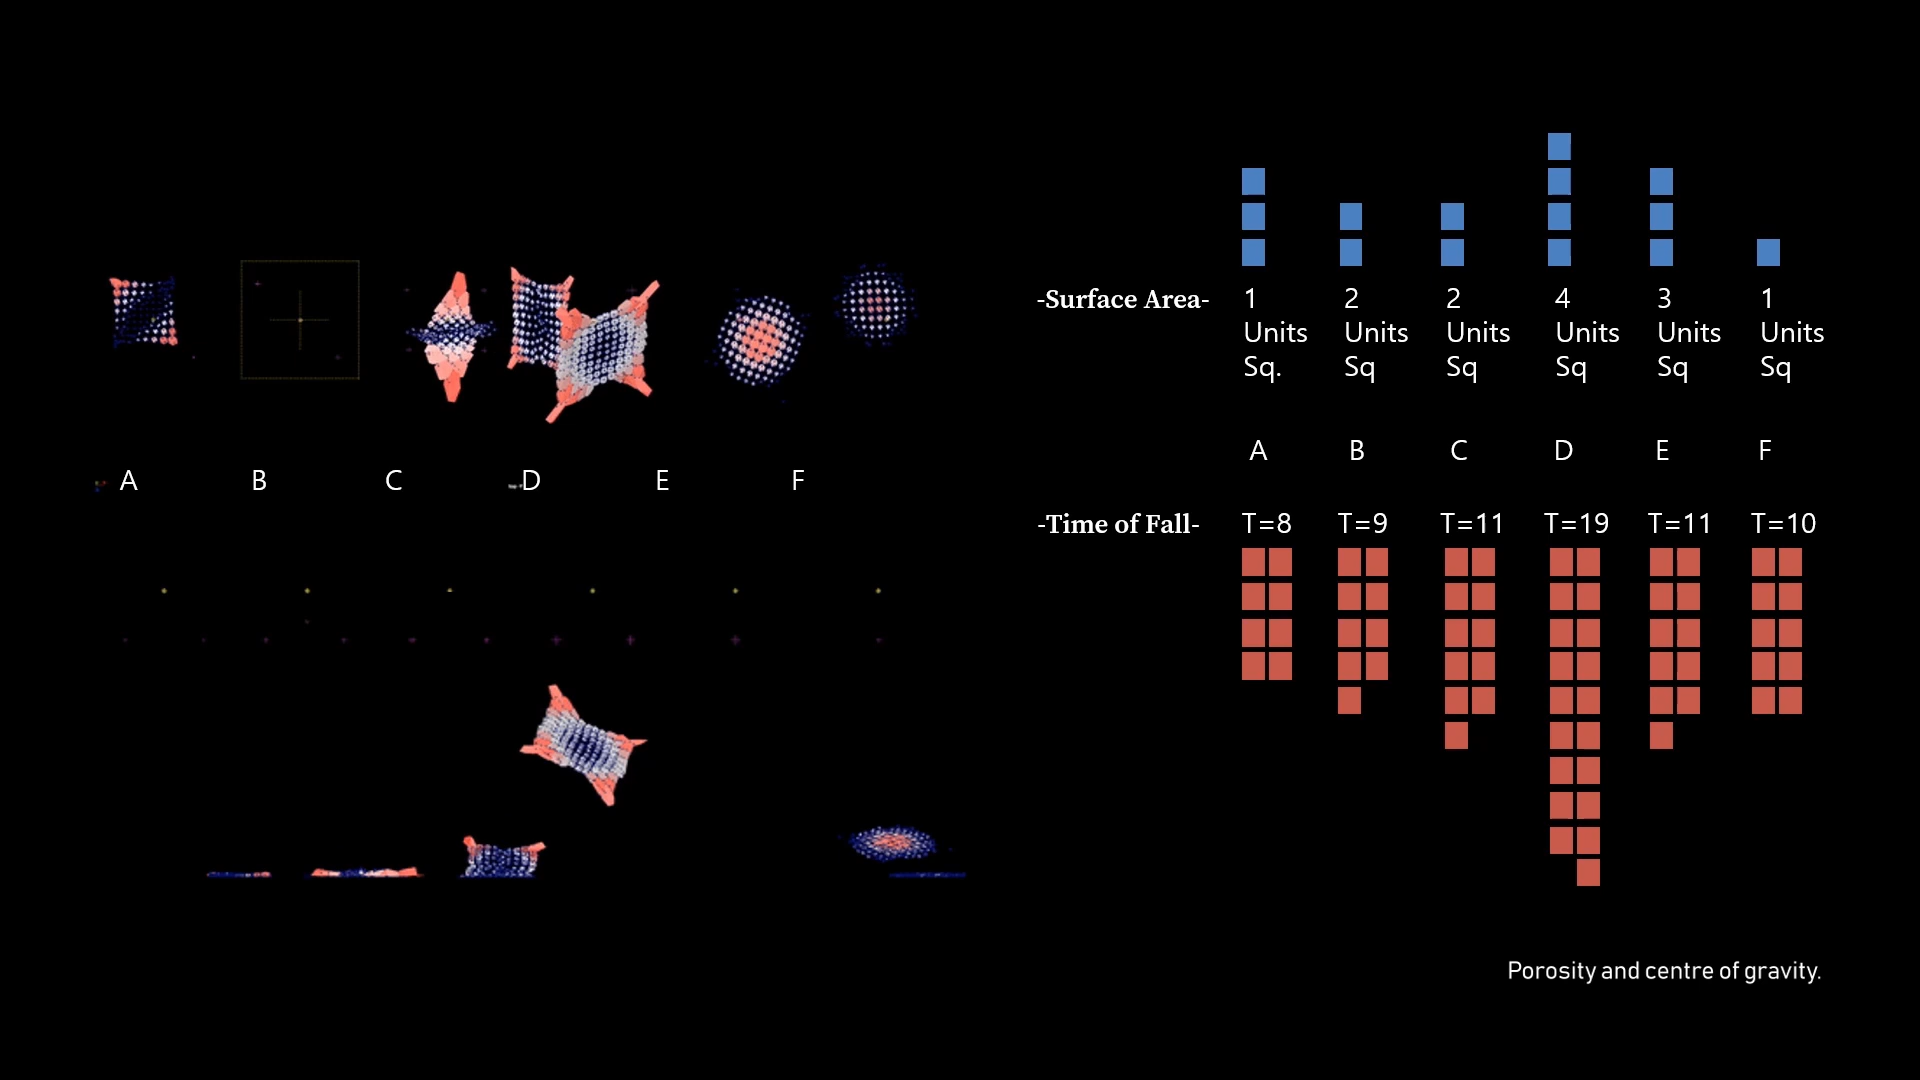 -Surface Area-
1 Units Sq.
2 Units Sq
2 Units Sq
4 Units Sq
3 Units Sq
1 Units Sq
A B C D E F
A B C D E F
-Time of Fall- T=8 T=9 T=11 T=19 T=11 T=10
Porosity and centre of gravity.